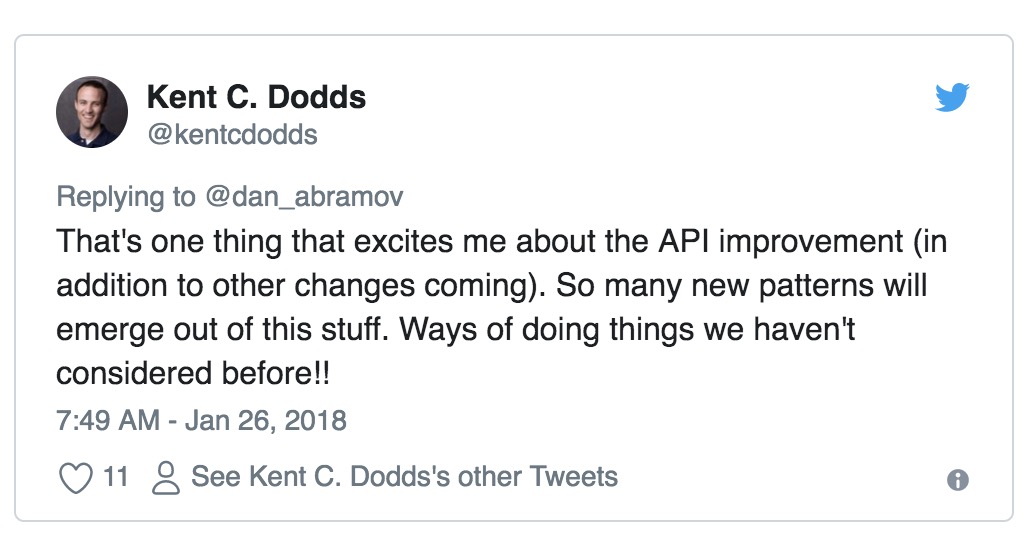 Kent C. Dodds
@kentcdodds
Replying to @dan_abramov
That's one thing that excites me about the API improvement (in
addition to other changes coming). So many new patterns will
emerge out of this stuff. Ways of doing things we haven't
considered before!!
7:49 AM - Jan 26, 2018
11 See Kent C. Dodds's other Tweets